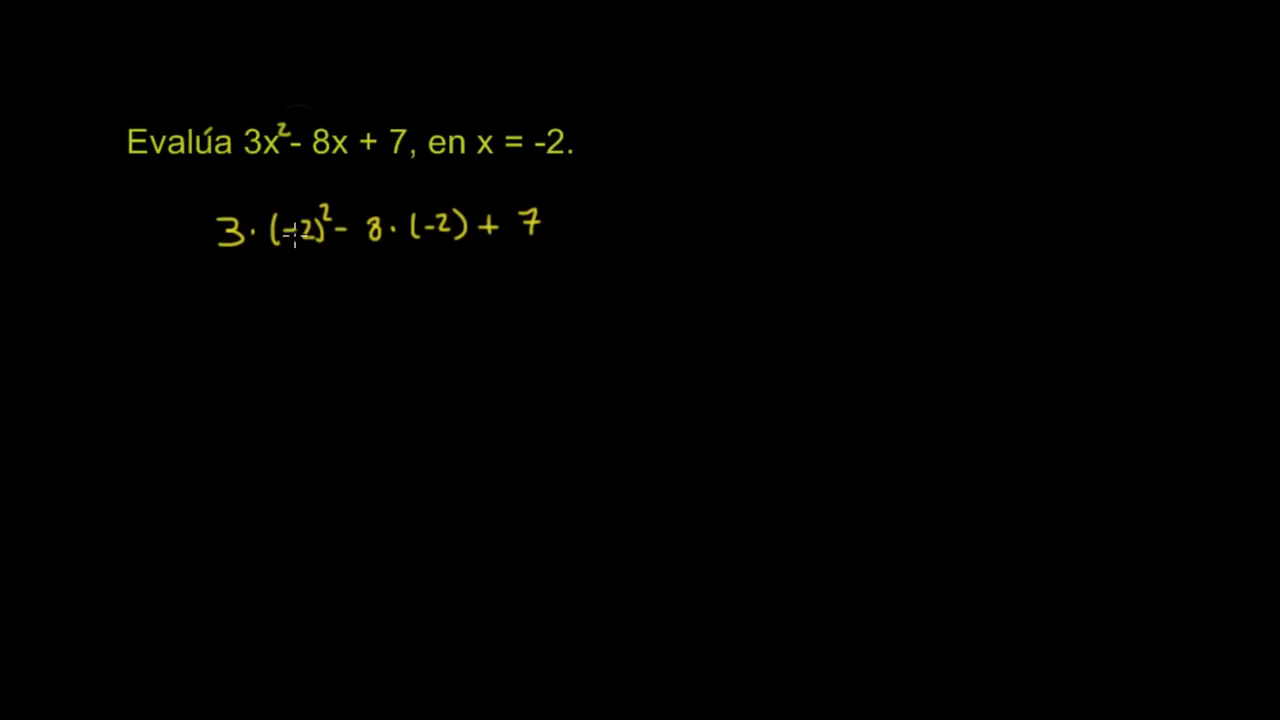 Evalúa 3x²- 8x + 7, en x = -2.
3 · (-2)² - 8 · (-2) + 7